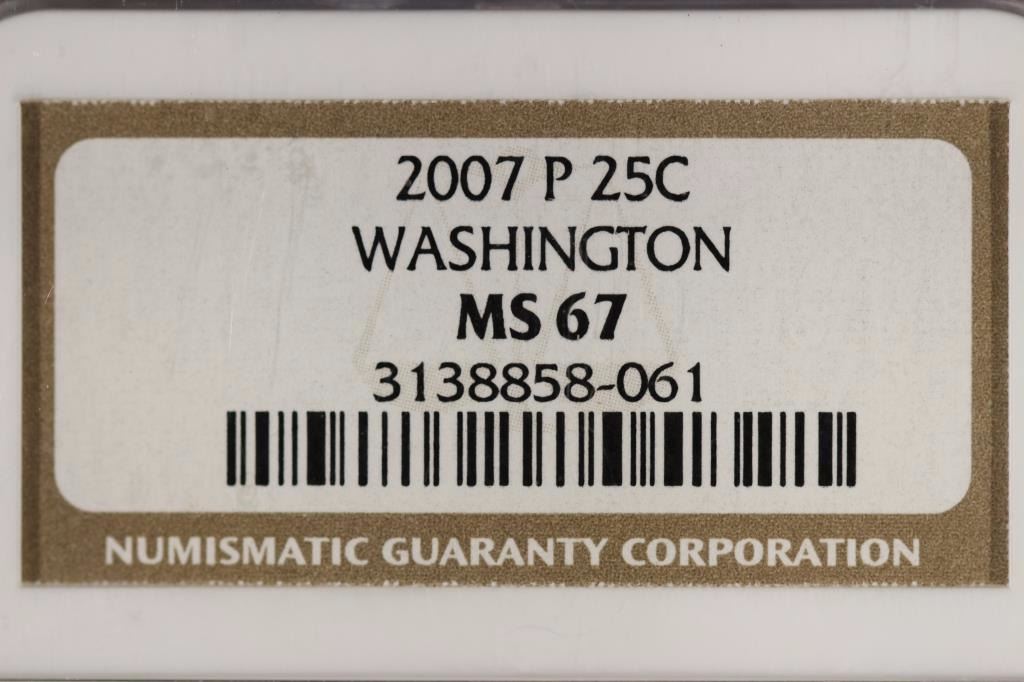 2007 P 25C
WASHINGTON
MS 67
3138858-061
NUMISMATIC GUARANTY CORPORATION